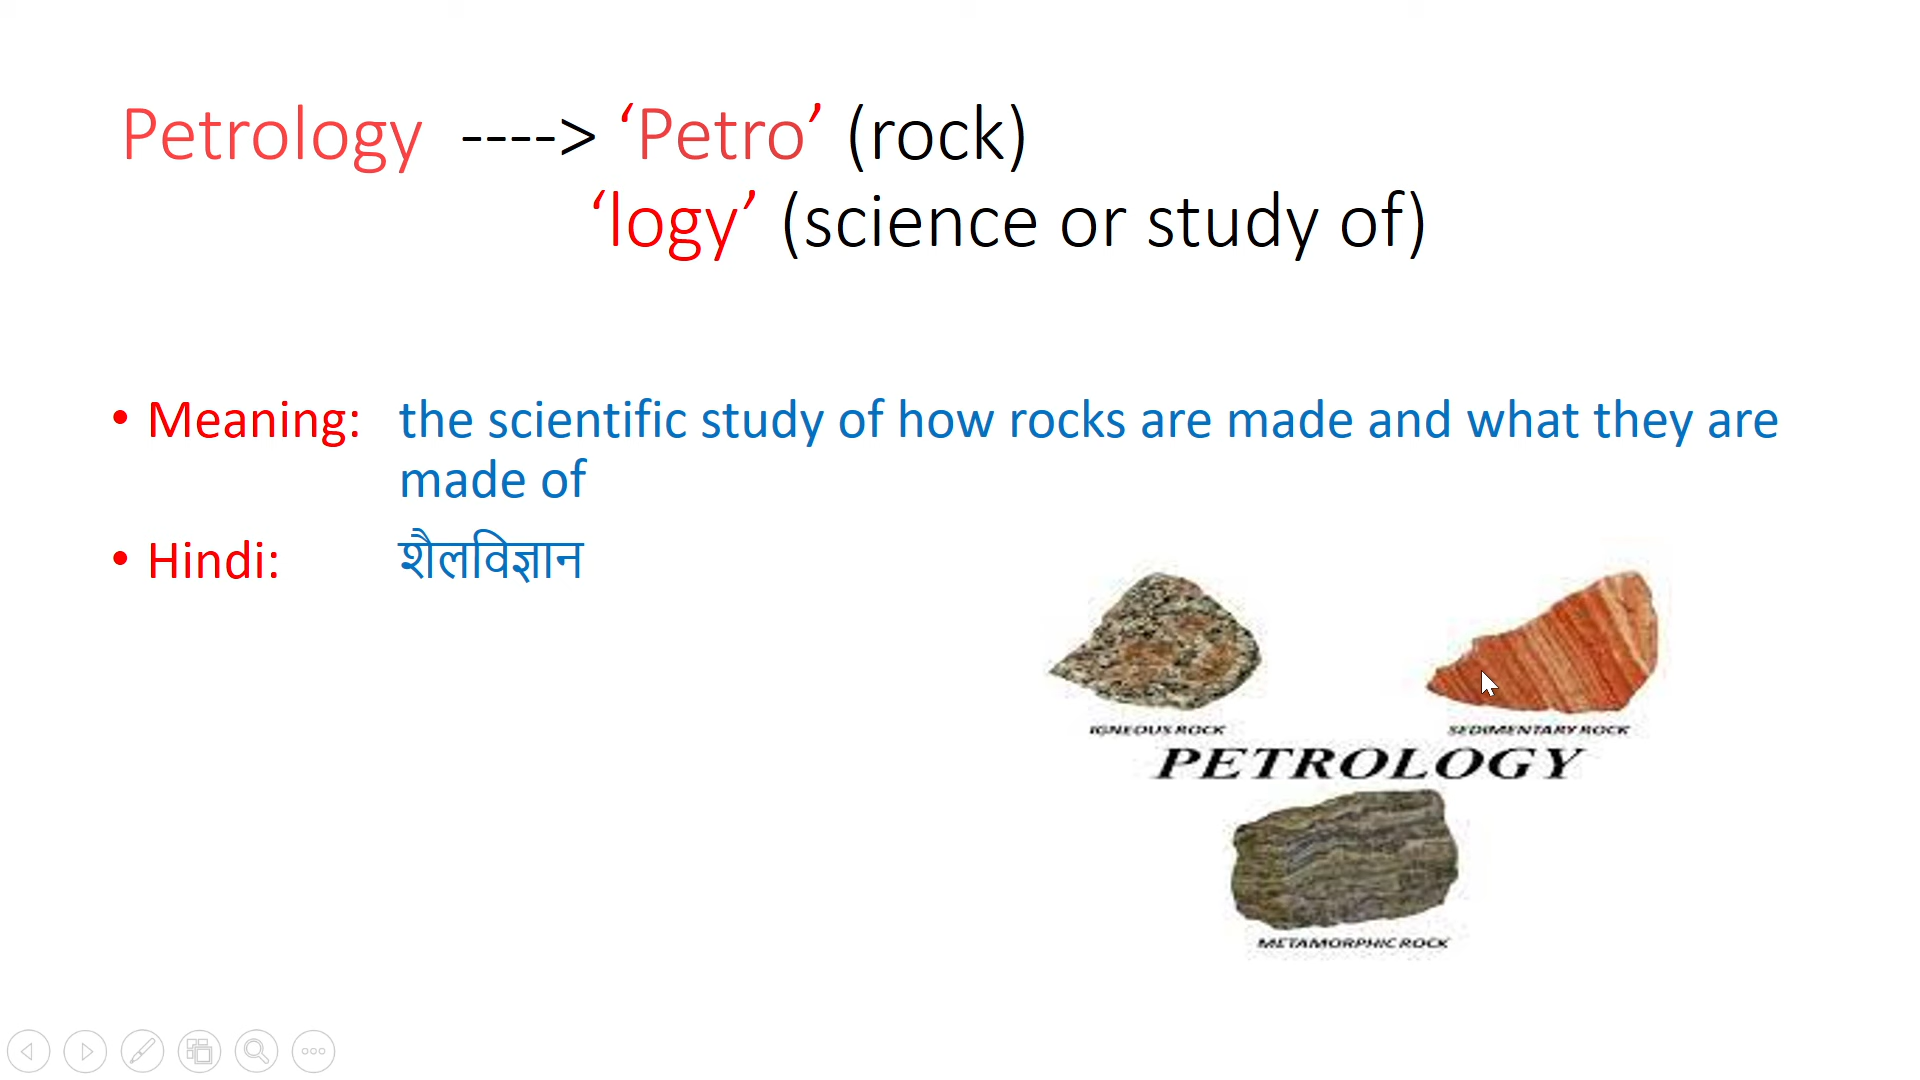 Petrology ----> ‘Petro’ (rock)
‘logy’ (science or study of)
• Meaning: the scientific study of how rocks are made and what they are
made of
• Hindi: शैलविज्ञान
IGNEOUS ROCK
SEDIMENTARY ROCK
PETROLOGY
METAMORPHIC ROCK